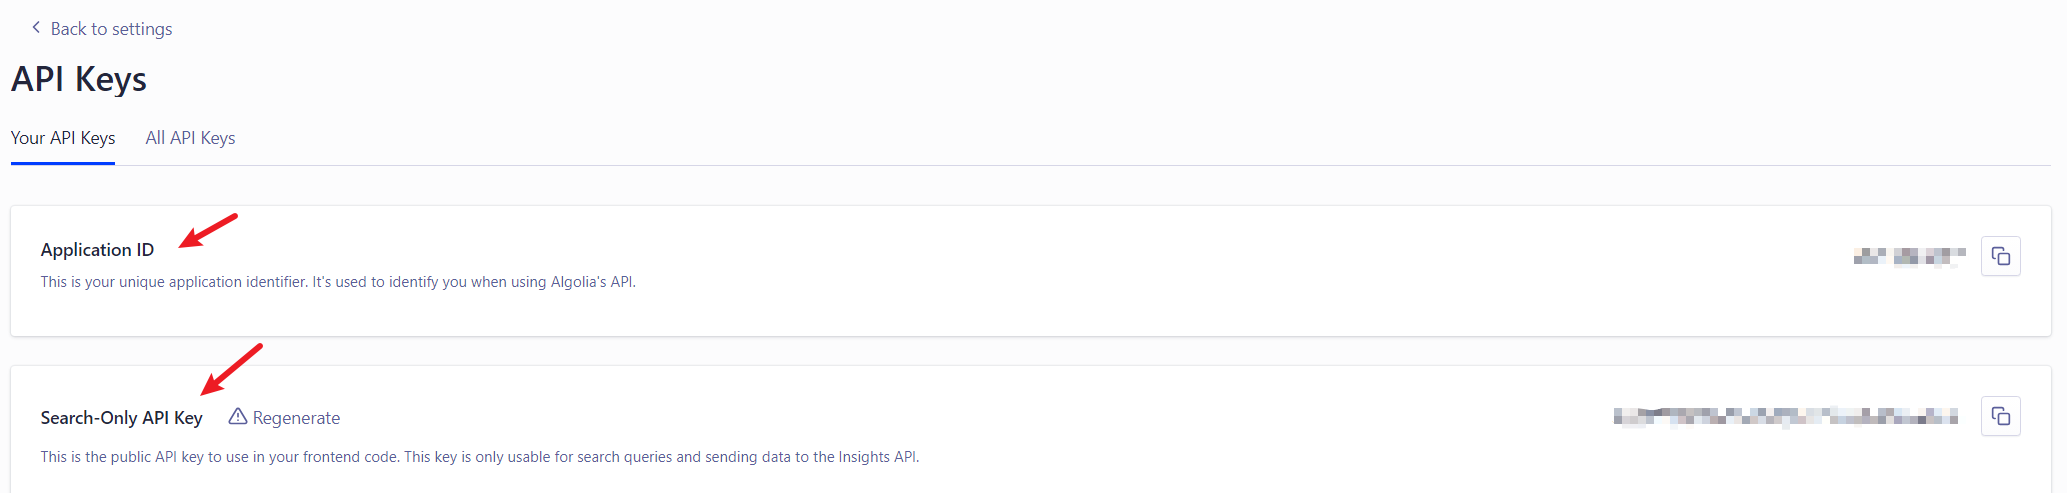 Back to settings
API Keys
Your API Keys
All API Keys
Application ID
This is your unique application identifier. It's used to identify you when using Algolia's API.
Search-Only API Key
Regenerate
This is the public API key to use in your frontend code. This key is only usable for search queries and sending data to the Insights API.